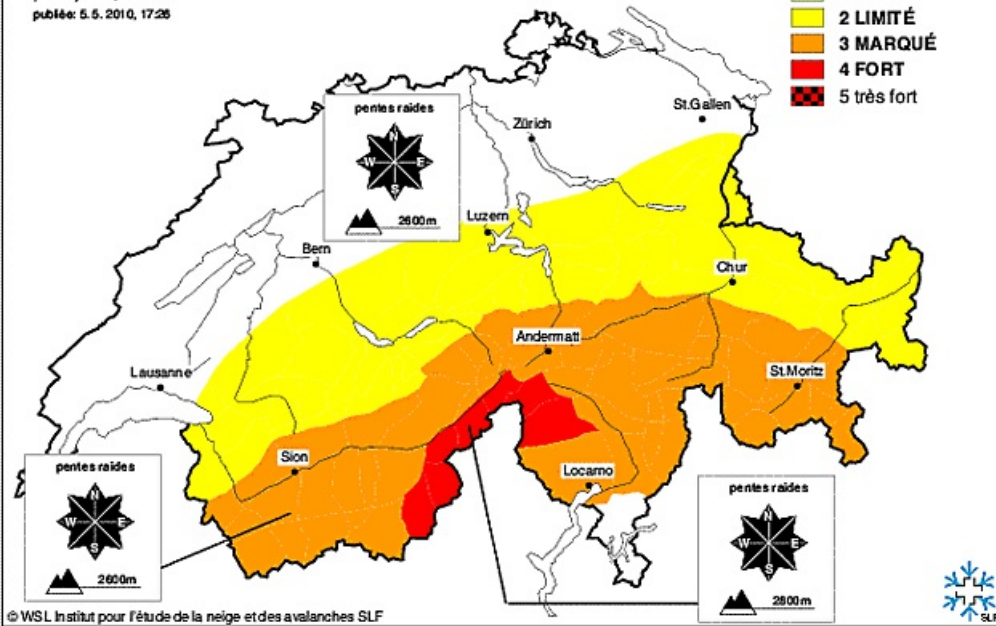 publiée: 5.5.2010, 17:26
2 LIMITÉ
3 MARQUÉ
4 FORT
5 très fort
pentes raides
N
W E
S
2600m
St.Gallen
Zürich
Luzern
Bern
Chur
Andermatt
Lausanne
St.Moritz
Sion
Locarno
pentes raides
N
W E
S
2600m
pentes raides
N
W E
S
2800m
© WSL Institut pour l'étude de la neige et des avalanches SLF
SLF